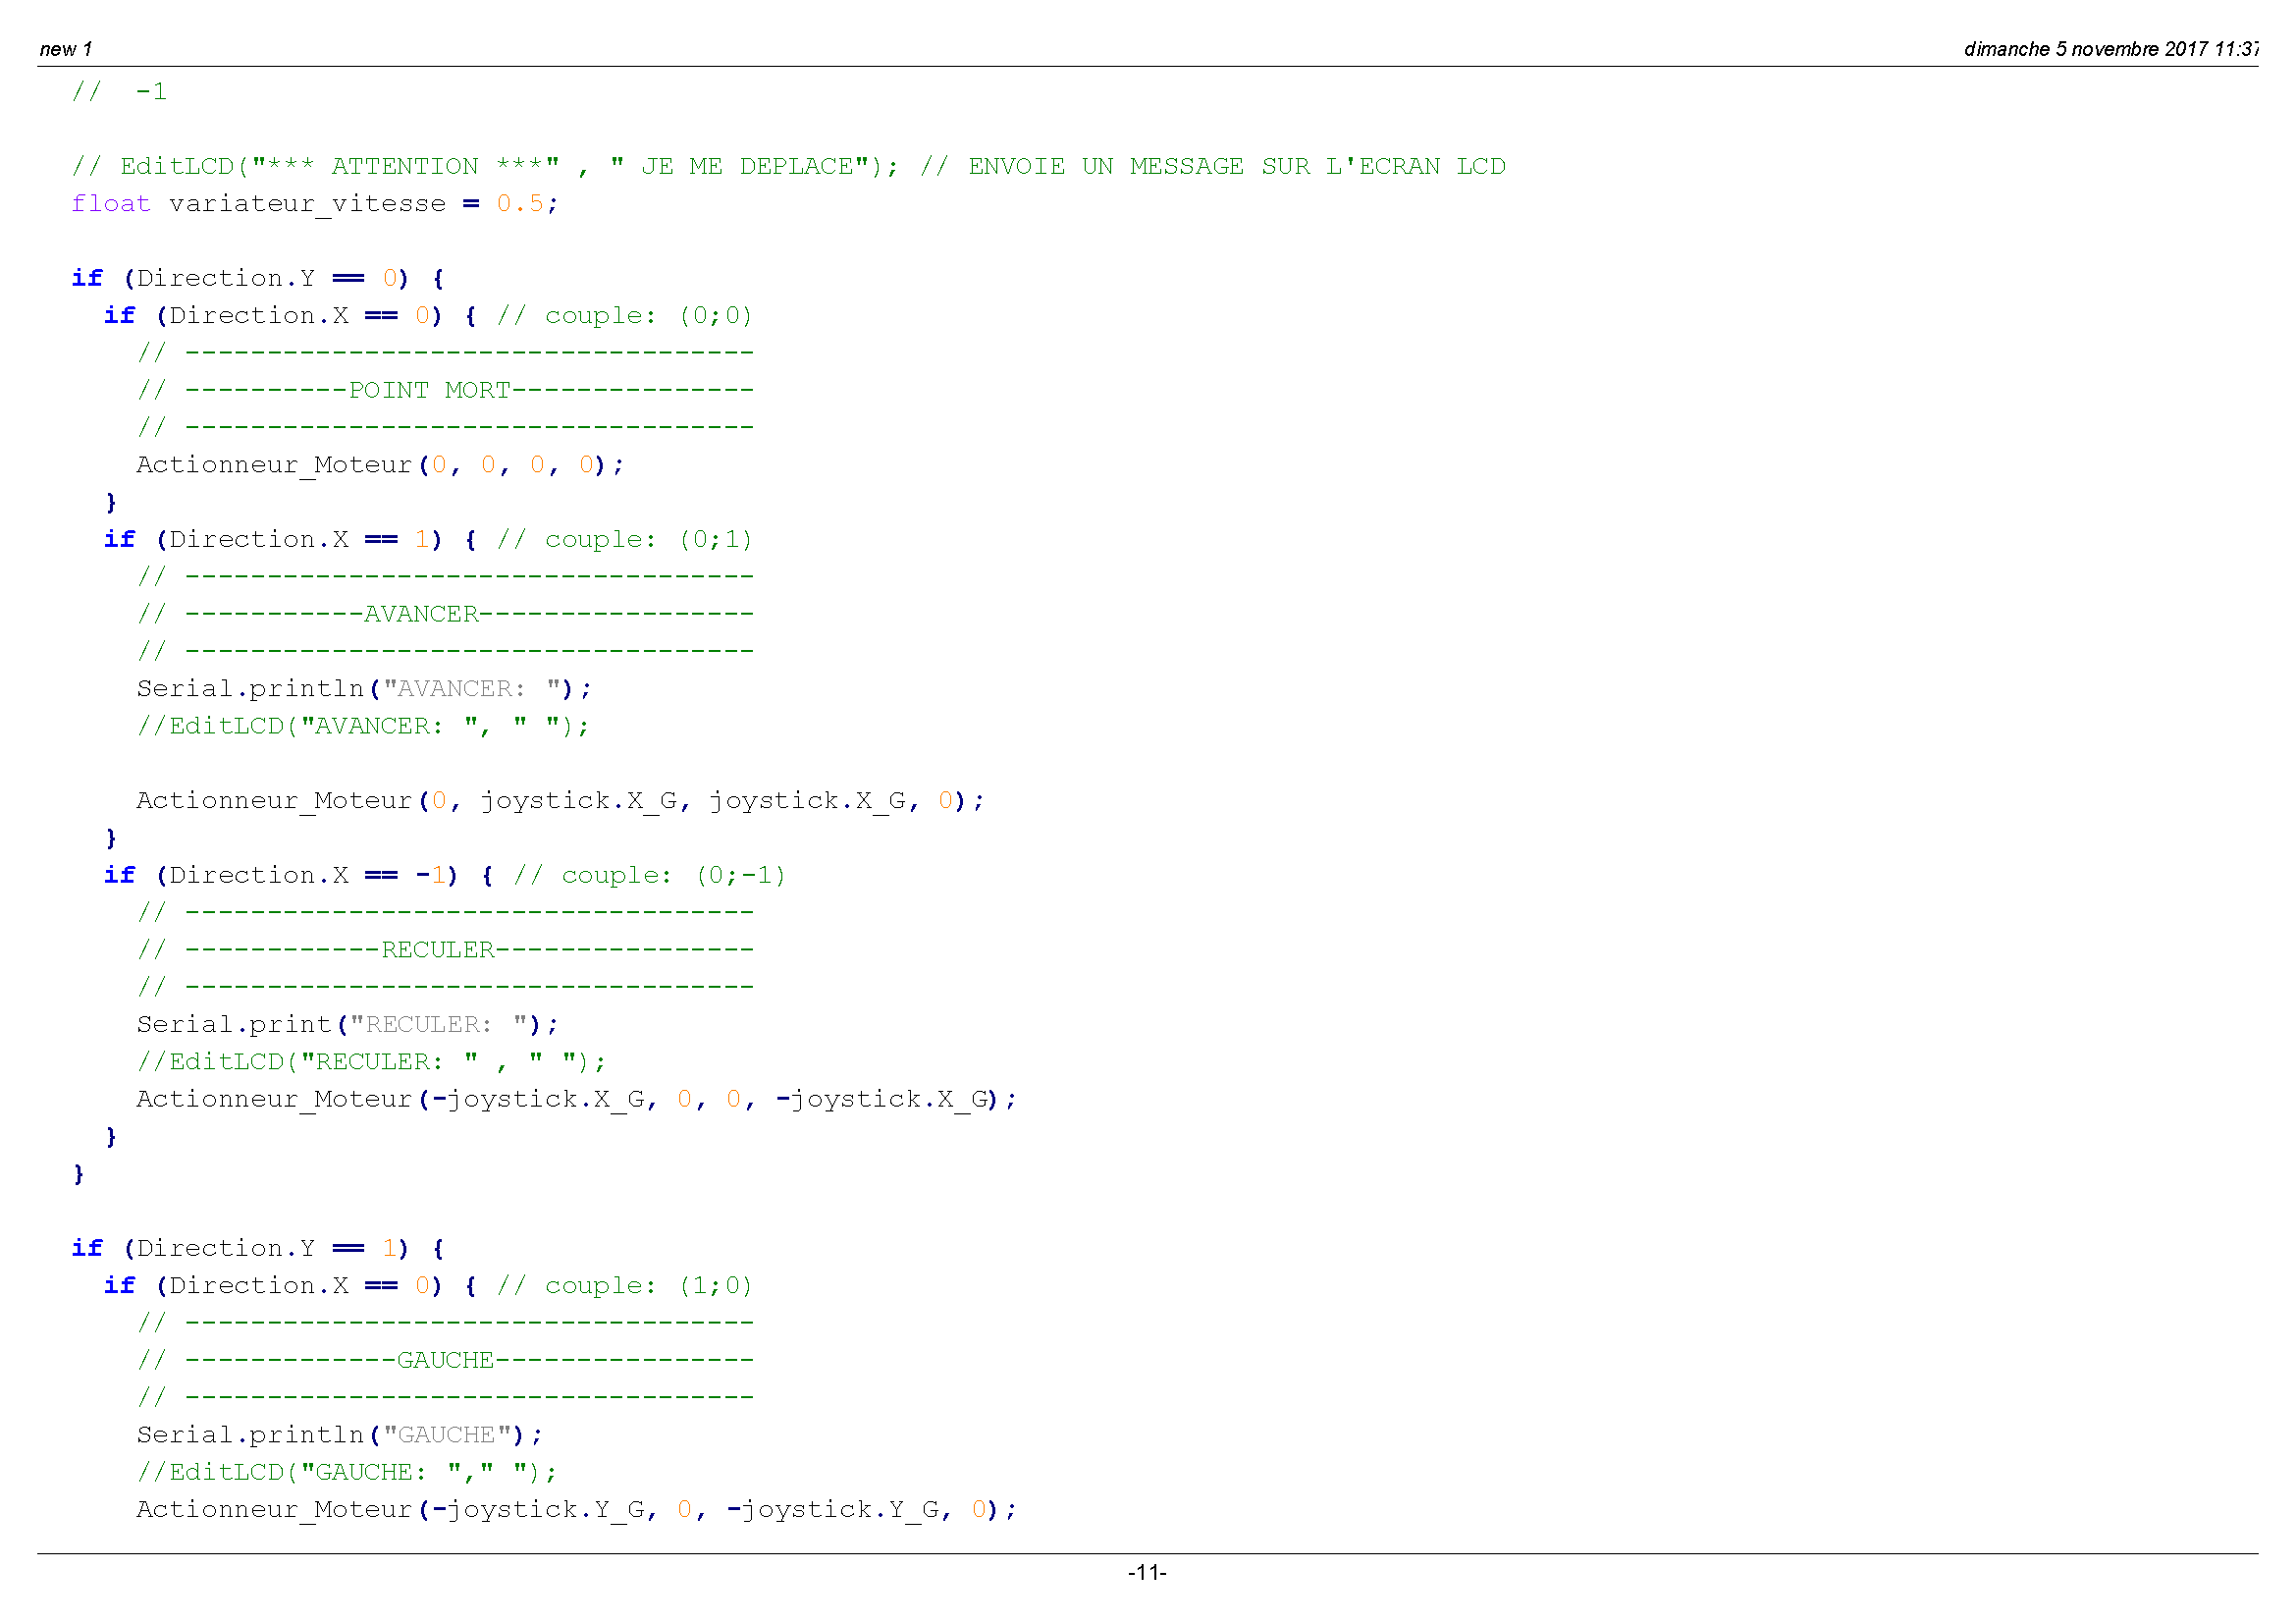 new 1
dimanche 5 novembre 2017 11:37
//  -1
// EditLCD("*** ATTENTION ***" , " JE ME DEPLACE"); // ENVOIE UN MESSAGE SUR L'ECRAN LCD
float variateur_vitesse = 0.5;
if (Direction.Y == 0) {
if (Direction.X == 0) { // couple: (0;0)
// -----------------------------------
// ----------POINT MORT---------------
// -----------------------------------
Actionneur_Moteur(0, 0, 0, 0);
}
if (Direction.X == 1) { // couple: (0;1)
// -----------------------------------
// -----------AVANCER-----------------
// -----------------------------------
Serial.println("AVANCER: ");
//EditLCD("AVANCER: ", " ");
Actionneur_Moteur(0, joystick.X_G, joystick.X_G, 0);
}
if (Direction.X == -1) { // couple: (0;-1)
// -----------------------------------
// ------------RECULER----------------
// -----------------------------------
Serial.print("RECULER: ");
//EditLCD("RECULER: " , " ");
Actionneur_Moteur(-joystick.X_G, 0, 0, -joystick.X_G);
}
}
if (Direction.Y == 1) {
if (Direction.X == 0) { // couple: (1;0)
// -----------------------------------
// -------------GAUCHE----------------
// -----------------------------------
Serial.println("GAUCHE");
//EditLCD("GAUCHE: "," ");
Actionneur_Moteur(-joystick.Y_G, 0, -joystick.Y_G, 0);
-11-